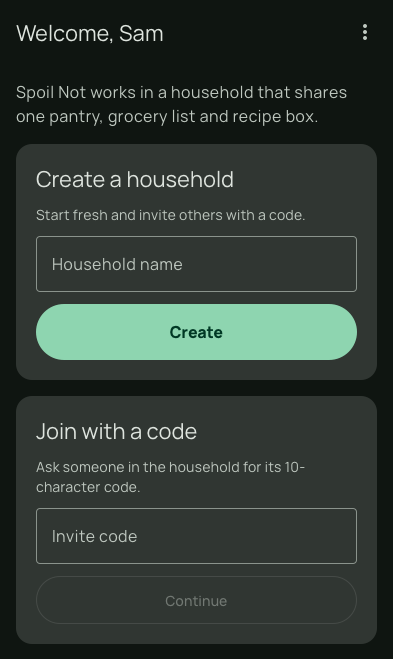 Welcome, Sam
Spoil Not works in a household that shares
one pantry, grocery list and recipe box.
Create a household
Start fresh and invite others with a code.
Household name
Create
Join with a code
Ask someone in the household for its 10-
character code.
Invite code
Continue